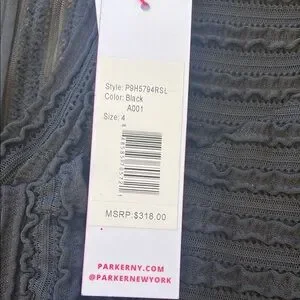 Style: P9H5794RSL
Color: Black
A001
Size: 4
MSRP:$318.00
PARKERNY.COM
@PARKERNEWYORK